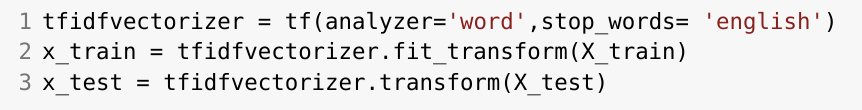 1 tfidfvectorizer = tf(analyzer='word',stop_words= 'english')
2 x_train = tfidfvectorizer.fit_transform(X_train)
3 x_test = tfidfvectorizer.transform(X_test)